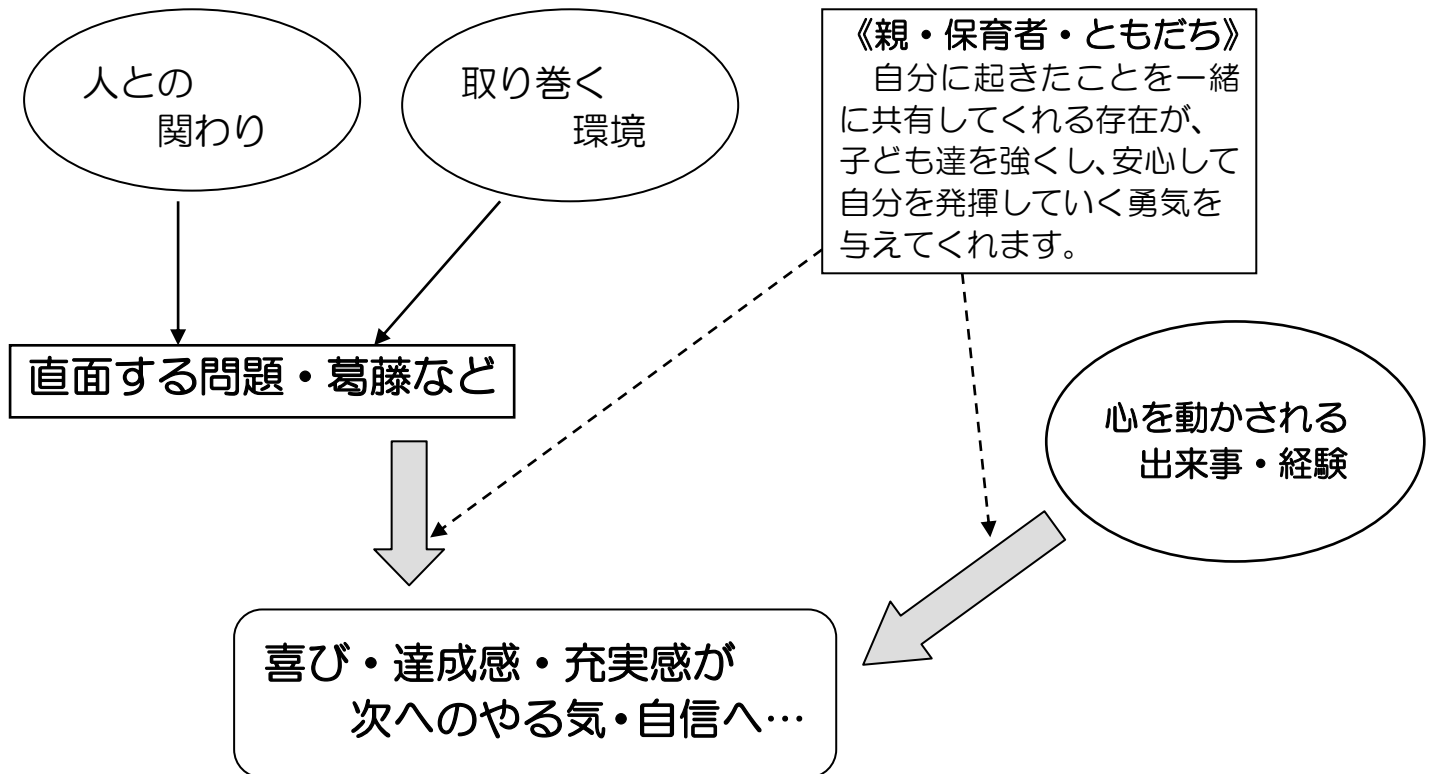 人との
関わり
取り巻く
環境
《親・保育者・ともだち》
自分に起きたことを一緒
に共有してくれる存在が、
子ども達を強くし、安心して
自分を発揮していく勇気を
与えてくれます。
直面する問題・葛藤など
心を動かされる
出来事・経験
喜び・達成感・充実感が
次へのやる気・自信へ…